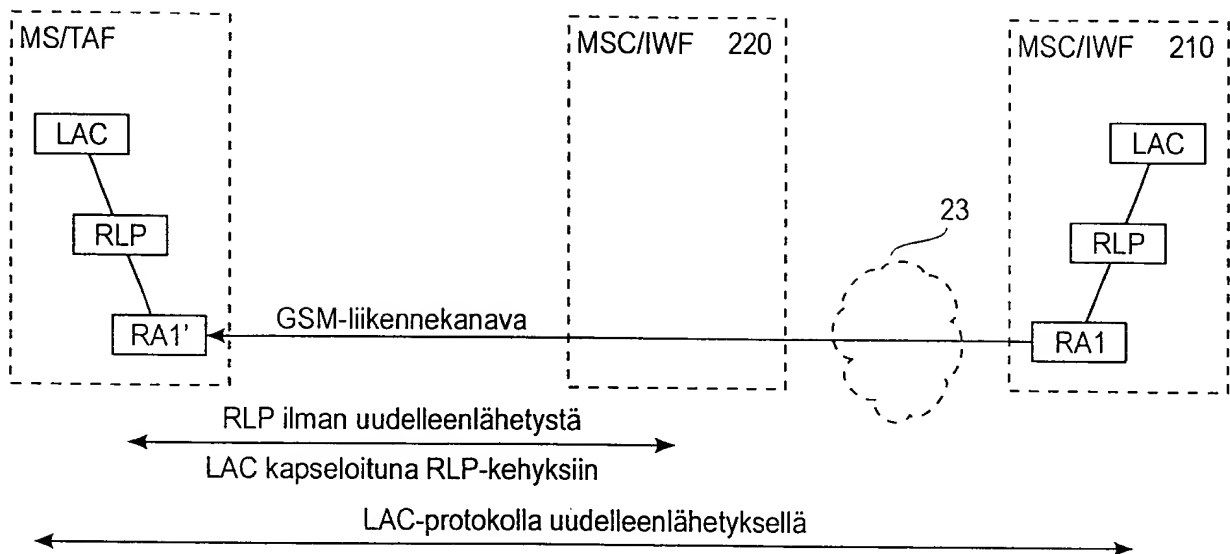 MS/TAF
MSC/IWF 220
MSC/IWF 210
LAC
LAC
RLP
23
RLP
RA1'
GSM-liikennekanava
RA1
RLP ilman uudelleenlähetystä
LAC kapseloituna RLP-kehyksiin
LAC-protokolla uudelleenlähetyksellä